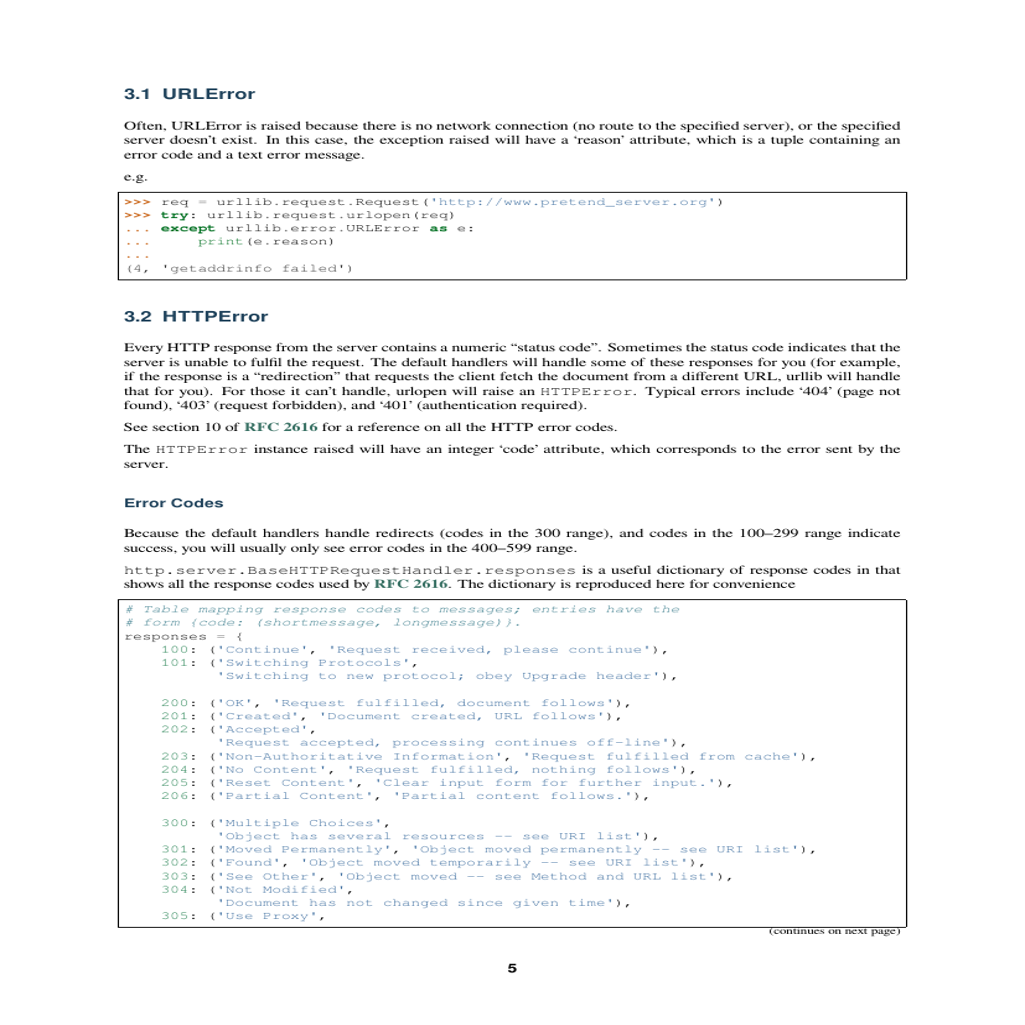 3.1 URLError
Often, URLError is raised because there is no network connection (no route to the specified server), or the specified
server doesn’t exist. In this case, the exception raised will have a ‘reason’ attribute, which is a tuple containing an
error code and a text error message.
e.g.
>>> req = urllib.request.Request('http://www.pretend_server.org')
>>> try: urllib.request.urlopen(req)
... except urllib.error.URLError as e:
...     print(e.reason)
...
(4, 'getaddrinfo failed')
3.2 HTTPError
Every HTTP response from the server contains a numeric “status code”. Sometimes the status code indicates that the
server is unable to fulfil the request. The default handlers will handle some of these responses for you (for example,
if the response is a “redirection” that requests the client fetch the document from a different URL, urllib will handle
that for you). For those it can’t handle, urlopen will raise an HTTPError. Typical errors include ‘404’ (page not
found), ‘403’ (request forbidden), and ‘401’ (authentication required).
See section 10 of RFC 2616 for a reference on all the HTTP error codes.
The HTTPError instance raised will have an integer ‘code’ attribute, which corresponds to the error sent by the
server.
Error Codes
Because the default handlers handle redirects (codes in the 300 range), and codes in the 100–299 range indicate
success, you will usually only see error codes in the 400–599 range.
http.server.BaseHTTPRequestHandler.responses is a useful dictionary of response codes in that
shows all the response codes used by RFC 2616. The dictionary is reproduced here for convenience
# Table mapping response codes to messages; entries have the
# form {code: (shortmessage, longmessage)}.
responses = {
    100: ('Continue', 'Request received, please continue'),
    101: ('Switching Protocols',
          'Switching to new protocol; obey Upgrade header'),
    200: ('OK', 'Request fulfilled, document follows'),
    201: ('Created', 'Document created, URL follows'),
    202: ('Accepted',
          'Request accepted, processing continues off-line'),
    203: ('Non-Authoritative Information', 'Request fulfilled from cache'),
    204: ('No Content', 'Request fulfilled, nothing follows'),
    205: ('Reset Content', 'Clear input form for further input.'),
    206: ('Partial Content', 'Partial content follows.'),
    300: ('Multiple Choices',
          'Object has several resources -- see URI list'),
    301: ('Moved Permanently', 'Object moved permanently -- see URI list'),
    302: ('Found', 'Object moved temporarily -- see URI list'),
    303: ('See Other', 'Object moved -- see Method and URL list'),
    304: ('Not Modified',
          'Document has not changed since given time'),
    305: ('Use Proxy',
(continues on next page)
5